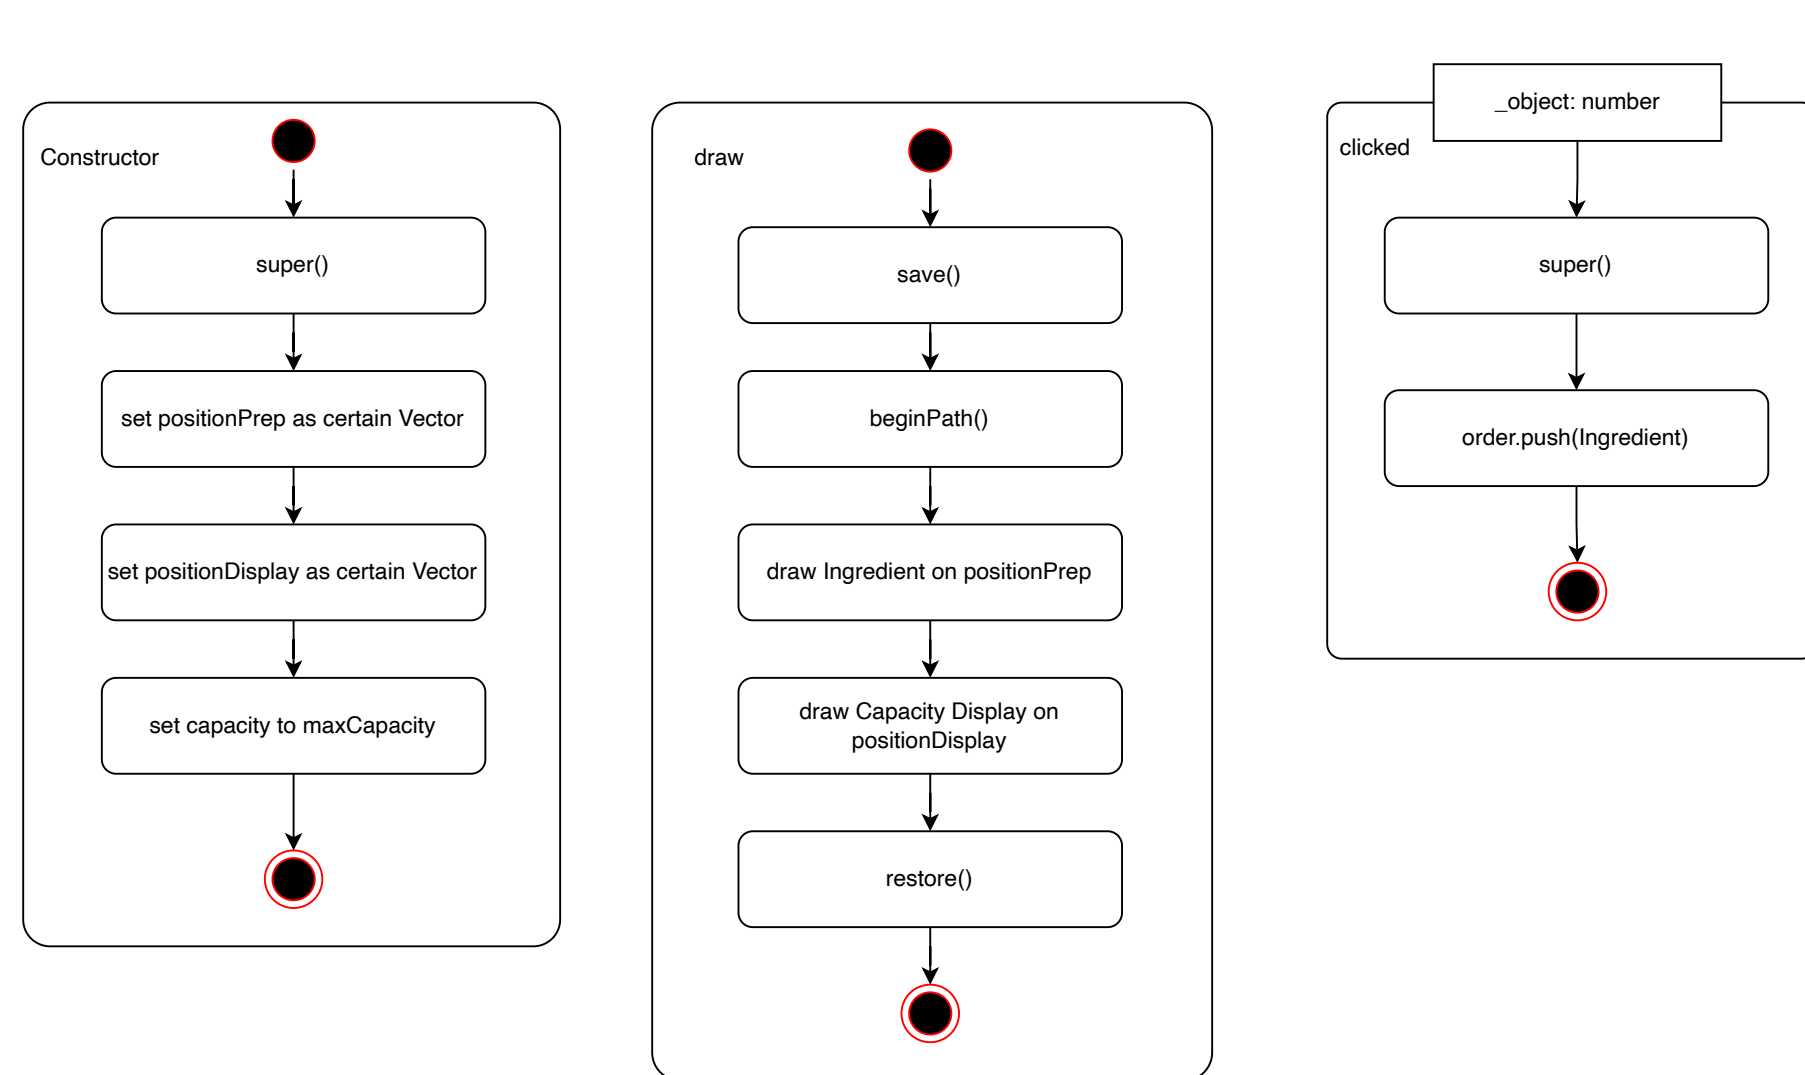 Constructor
super()
set positionPrep as certain Vector
set positionDisplay as certain Vector
set capacity to maxCapacity
draw
save()
beginPath()
draw Ingredient on positionPrep
draw Capacity Display on
positionDisplay
restore()
_object: number
clicked
super()
order.push(Ingredient)